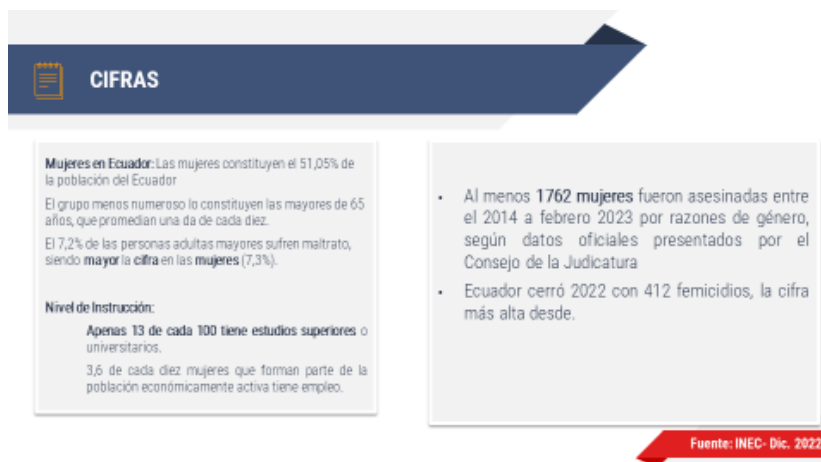 CIFRAS
Mujeres en Ecuador: Las mujeres constituyen el 51,05% de
la población del Ecuador
El grupo menos numeroso lo constituyen las mayores de 65
años, que promedian una da de cada diez.
El 7,2% de las personas adultas mayores sufren maltrato,
siendo mayor la cifra en las mujeres (7,3%).
Nivel de Instrucción:
Apenas 13 de cada 100 tiene estudios superiores o
universitarios.
3,6 de cada diez mujeres que forman parte de la
población económicamente activa tiene empleo.
• Al menos 1762 mujeres fueron asesinadas entre
el 2014 a febrero 2023 por razones de género,
según datos oficiales presentados por el
Consejo de la Judicatura
• Ecuador cerró 2022 con 412 femicidios, la cifra
más alta desde.
Fuente: INEC- Dic. 2022